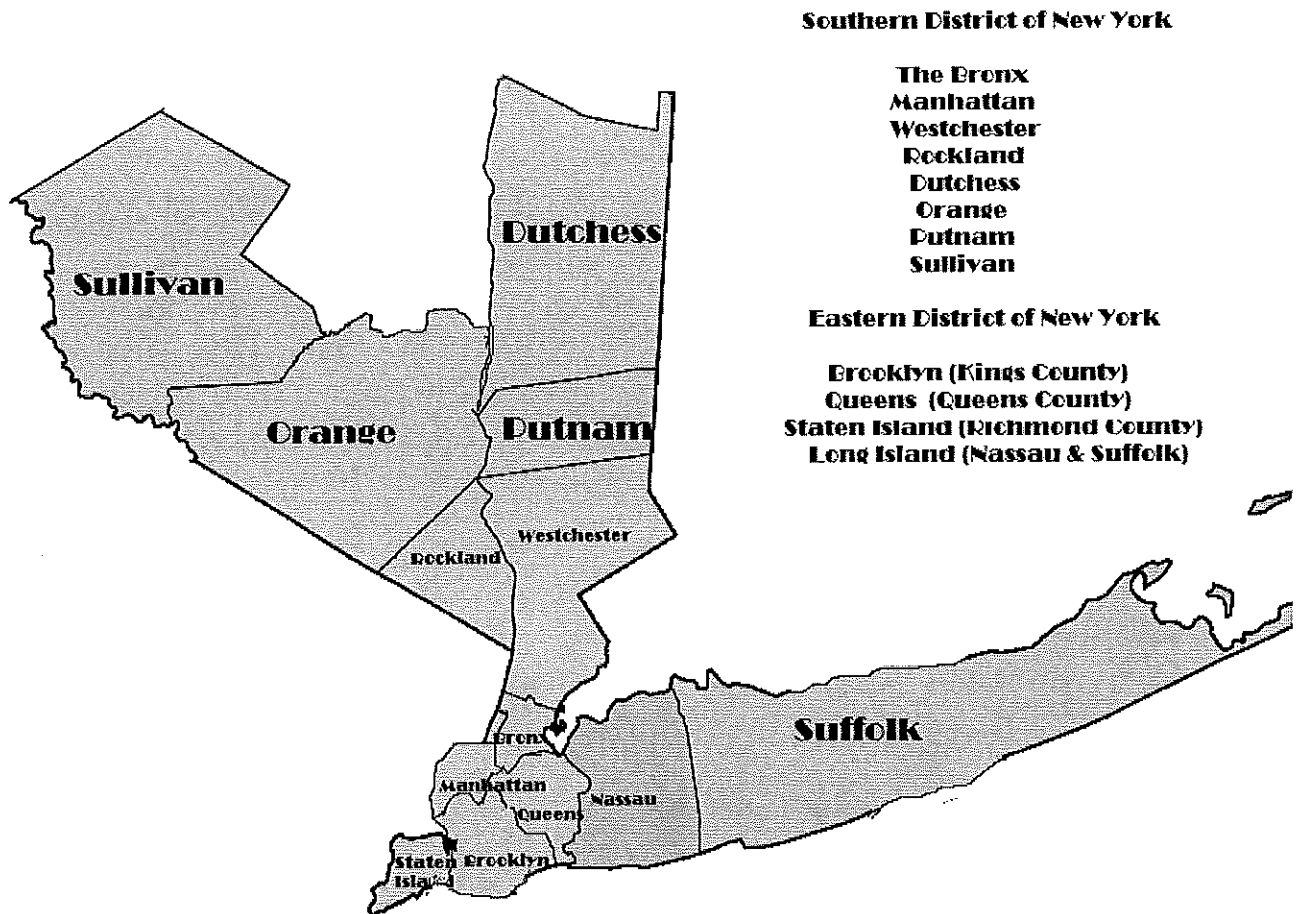 Southern District of New York
The Bronx
Manhattan
Westchester
Rockland
Dutchess
Orange
Putnam
Sullivan
Eastern District of New York
Brooklyn (Kings County)
Queens (Queens County)
Staten Island (Richmond County)
Long Island (Nassau & Suffolk)
Dutchess
Sullivan
Orange
Putnam
Westchester
Rockland
Suffolk
Bronx
Manhattan
Nassau
Queens
Staten
Island
Brooklyn